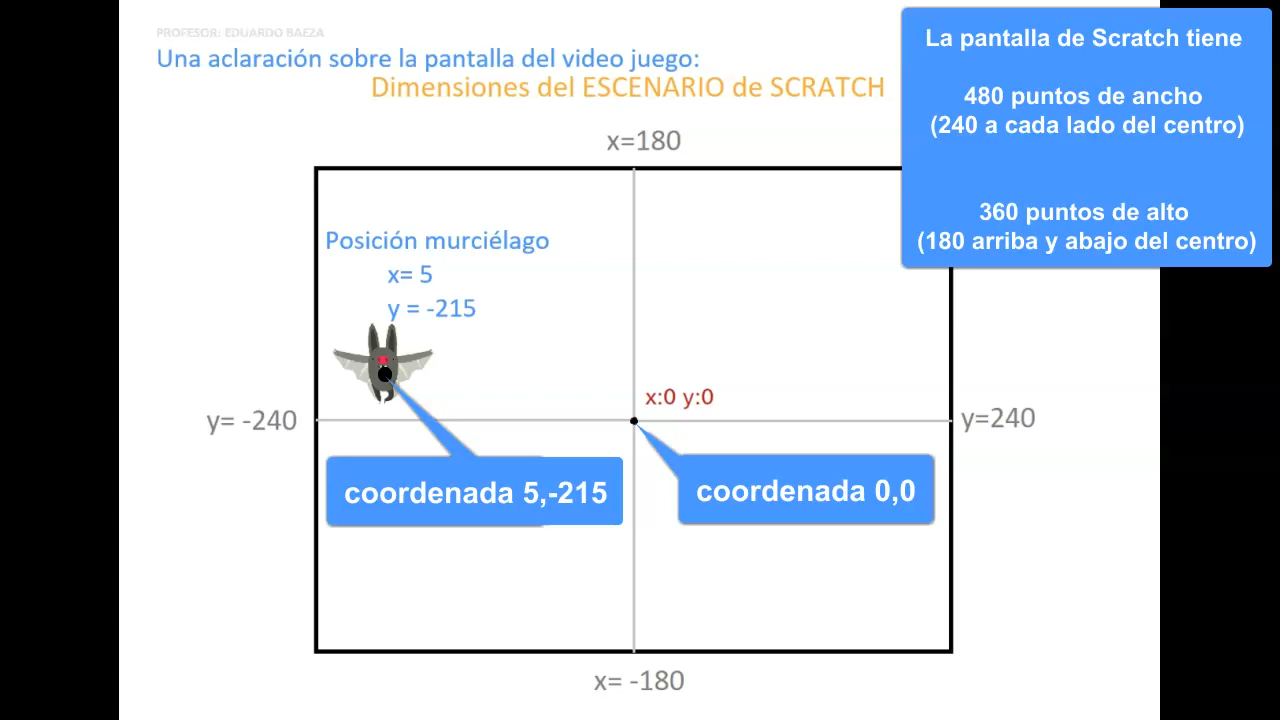 PROFESOR: EDUARDO BAEZA
Una aclaración sobre la pantalla del video juego:
Dimensiones del ESCENARIO de SCRATCH
La pantalla de Scratch tiene
480 puntos de ancho
(240 a cada lado del centro)
360 puntos de alto
(180 arriba y abajo del centro)
x=180
Posición murciélago
x= 5
y = -215
x:0 y:0
y= -240
y=240
coordenada 5,-215
coordenada 0,0
x= -180